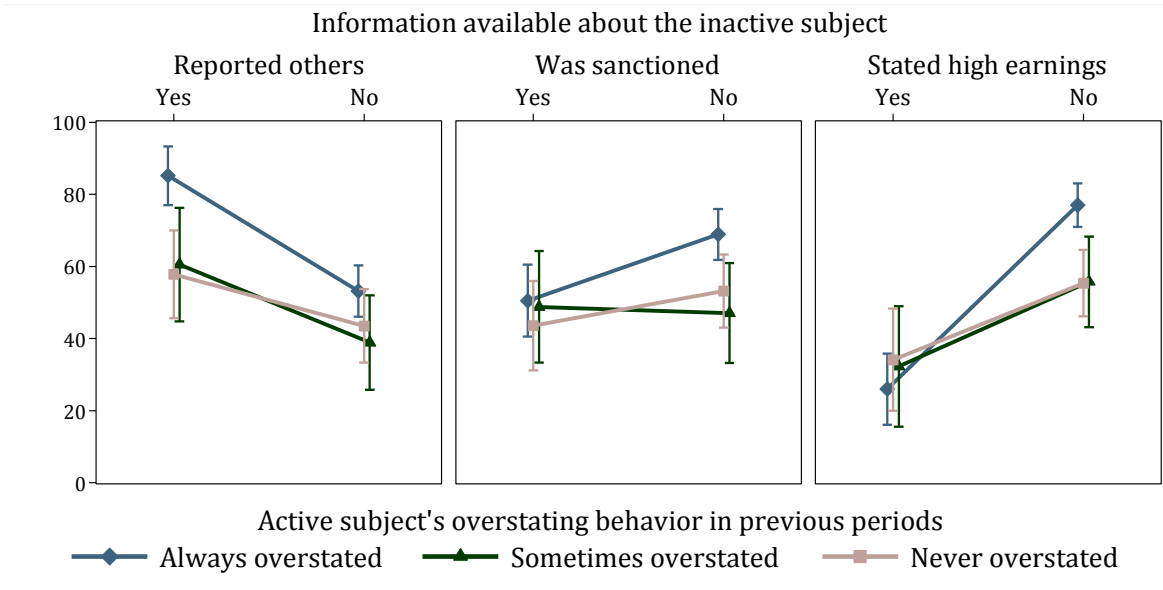 Information available about the inactive subject
Reported others Was sanctioned Stated high earnings
Yes No Yes No Yes No
100
80
60
40
20
0
Active subject's overstating behavior in previous periods
Always overstated Sometimes overstated Never overstated